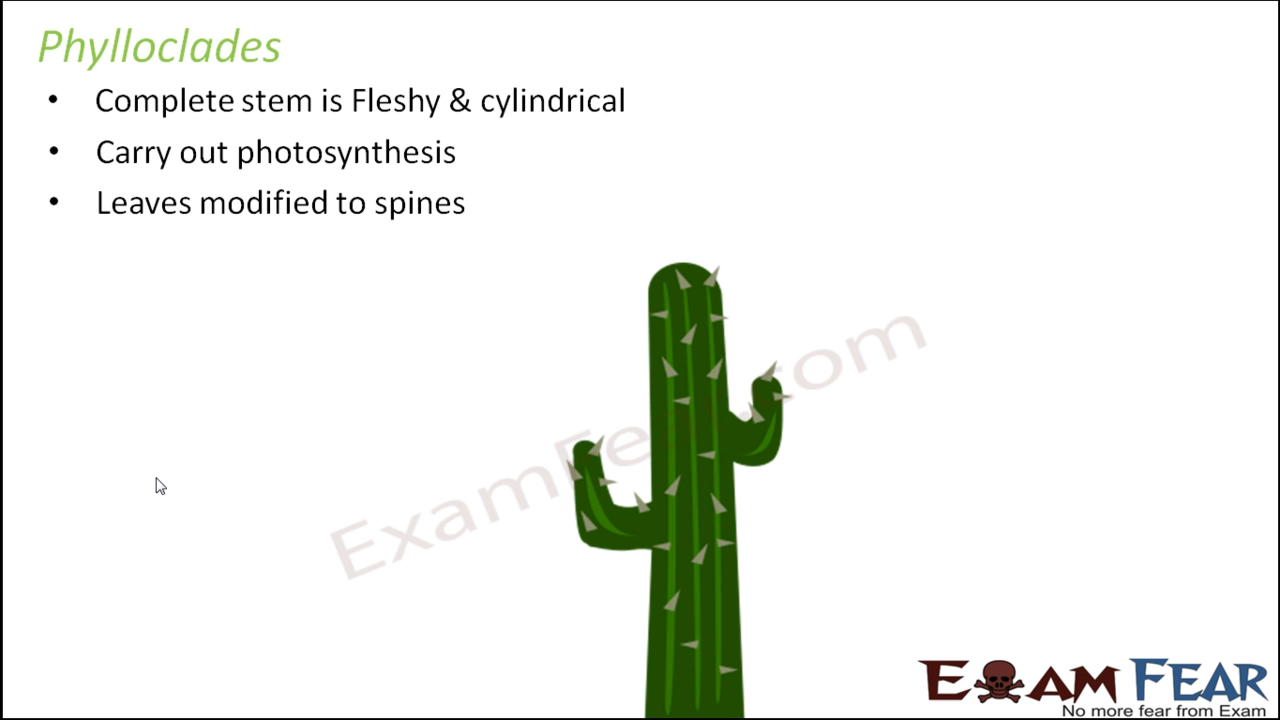 Phylloclades
• Complete stem is Fleshy & cylindrical
• Carry out photosynthesis
• Leaves modified to spines
ExamFear.com
EXAM FEAR
No more fear from Exam